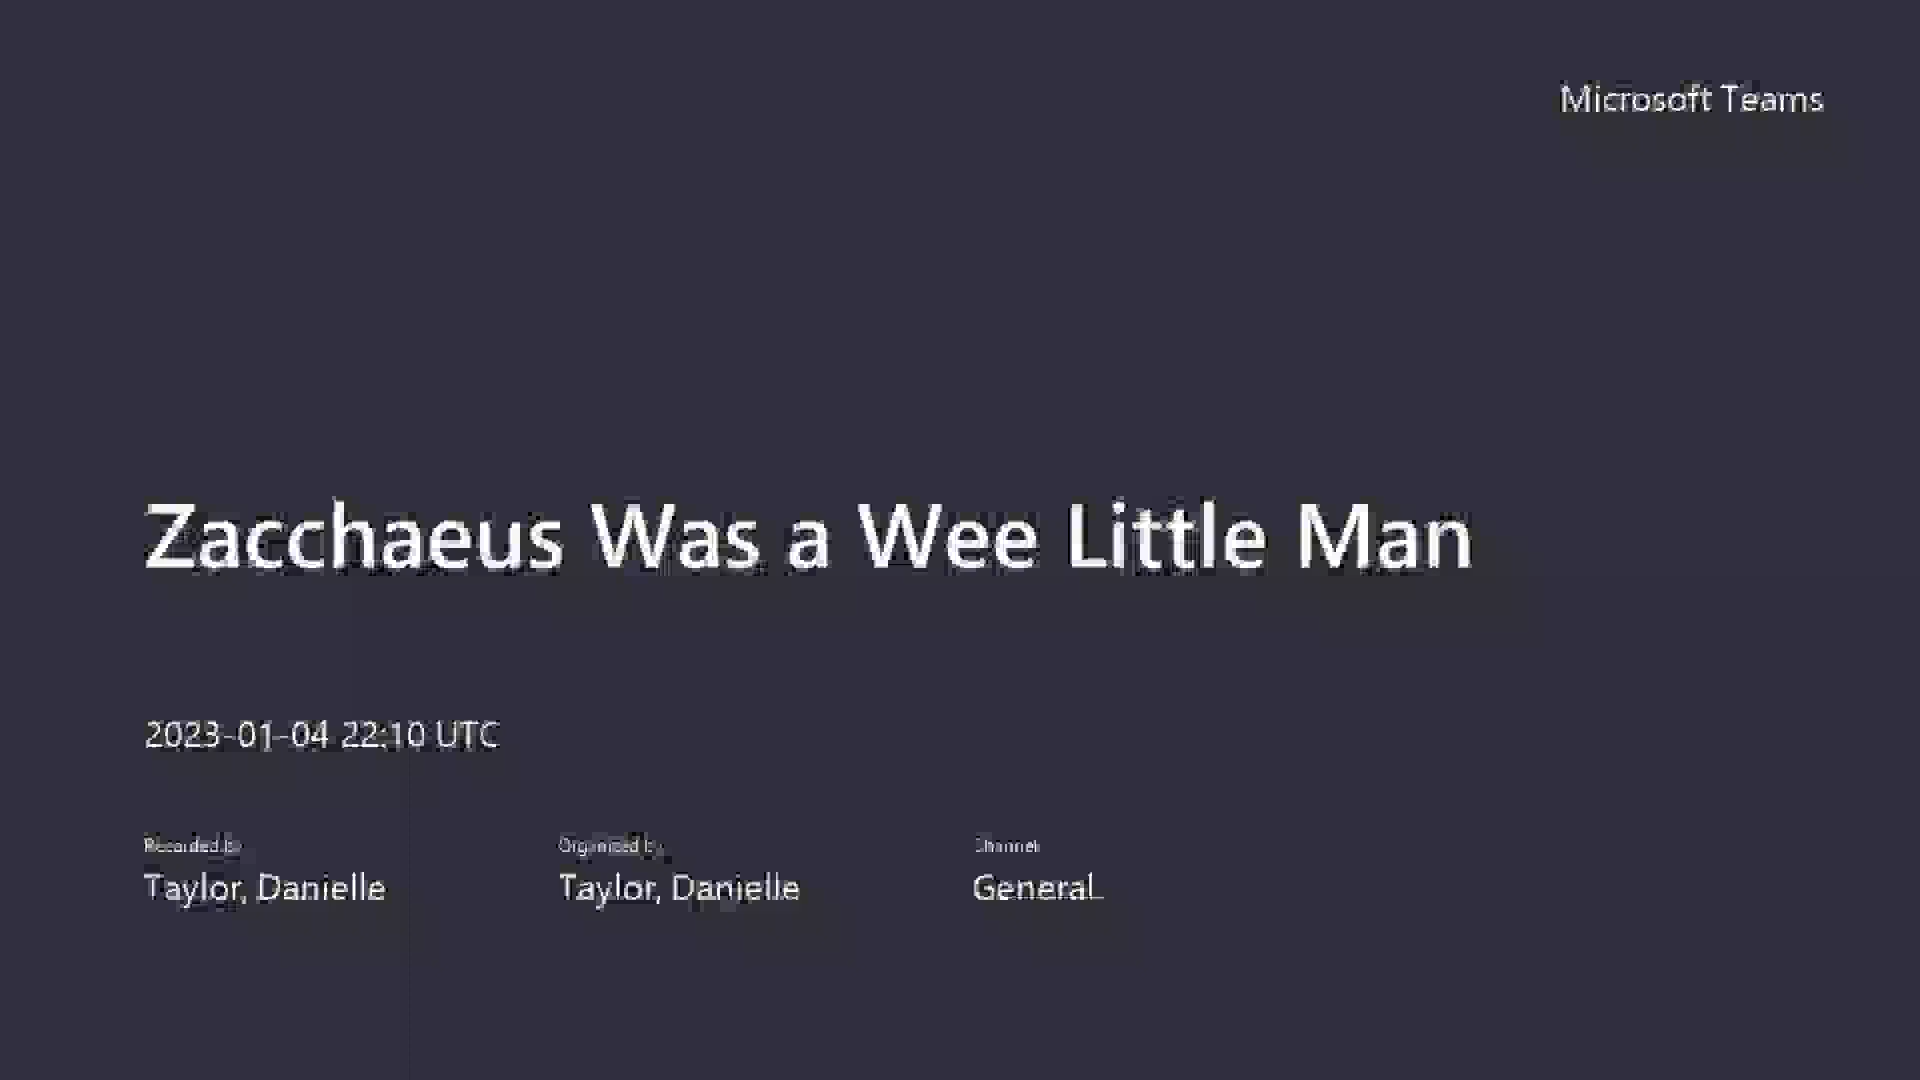 Microsoft Teams
Zacchaeus Was a Wee Little Man
2023-01-04 22:10 UTC
Recorded by Organized by Channel
Taylor, Danielle Taylor, Danielle General